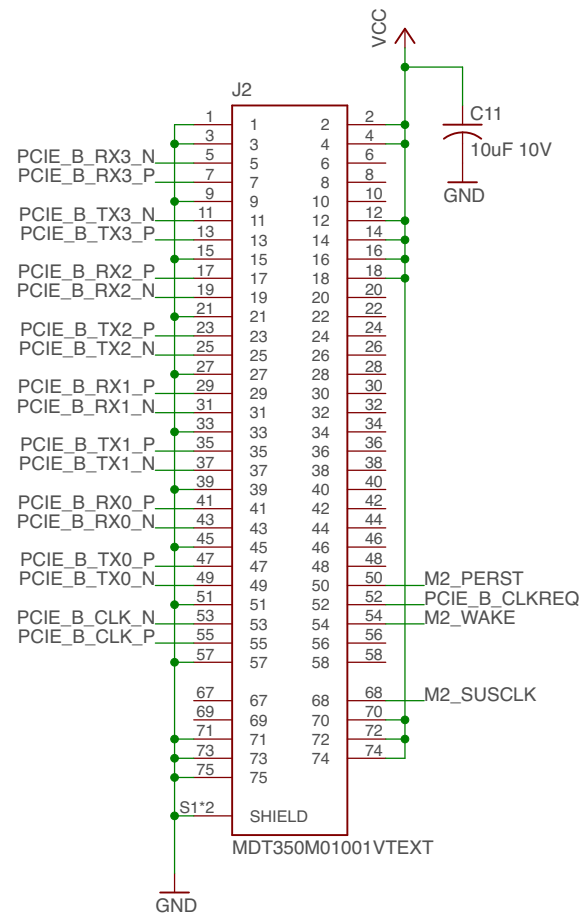 VCC
J2
C11
10uF 10V
GND
1 1 2 2
3 3 4 4
PCIE_B_RX3_N 5 5 6 6
PCIE_B_RX3_P 7 7 8 8
9 9 10 10
PCIE_B_TX3_N 11 11 12 12
PCIE_B_TX3_P 13 13 14 14
15 15 16 16
PCIE_B_RX2_P 17 17 18 18
PCIE_B_RX2_N 19 19 20 20
21 21 22 22
PCIE_B_TX2_P 23 23 24 24
PCIE_B_TX2_N 25 25 26 26
27 27 28 28
PCIE_B_RX1_P 29 29 30 30
PCIE_B_RX1_N 31 31 32 32
33 33 34 34
PCIE_B_TX1_P 35 35 36 36
PCIE_B_TX1_N 37 37 38 38
39 39 40 40
PCIE_B_RX0_P 41 41 42 42
PCIE_B_RX0_N 43 43 44 44
45 45 46 46
PCIE_B_TX0_P 47 47 48 48
PCIE_B_TX0_N 49 49 50 50 M2_PERST
51 51 52 52 PCIE_B_CLKREQ
PCIE_B_CLK_N 53 53 54 54 M2_WAKE
PCIE_B_CLK_P 55 55 56 56
57 57 58 58
67 67 68 68 M2_SUSCLK
69 69 70 70
71 71 72 72
73 73 74 74
75 75
S1*2 SHIELD
MDT350M01001VTEXT
GND